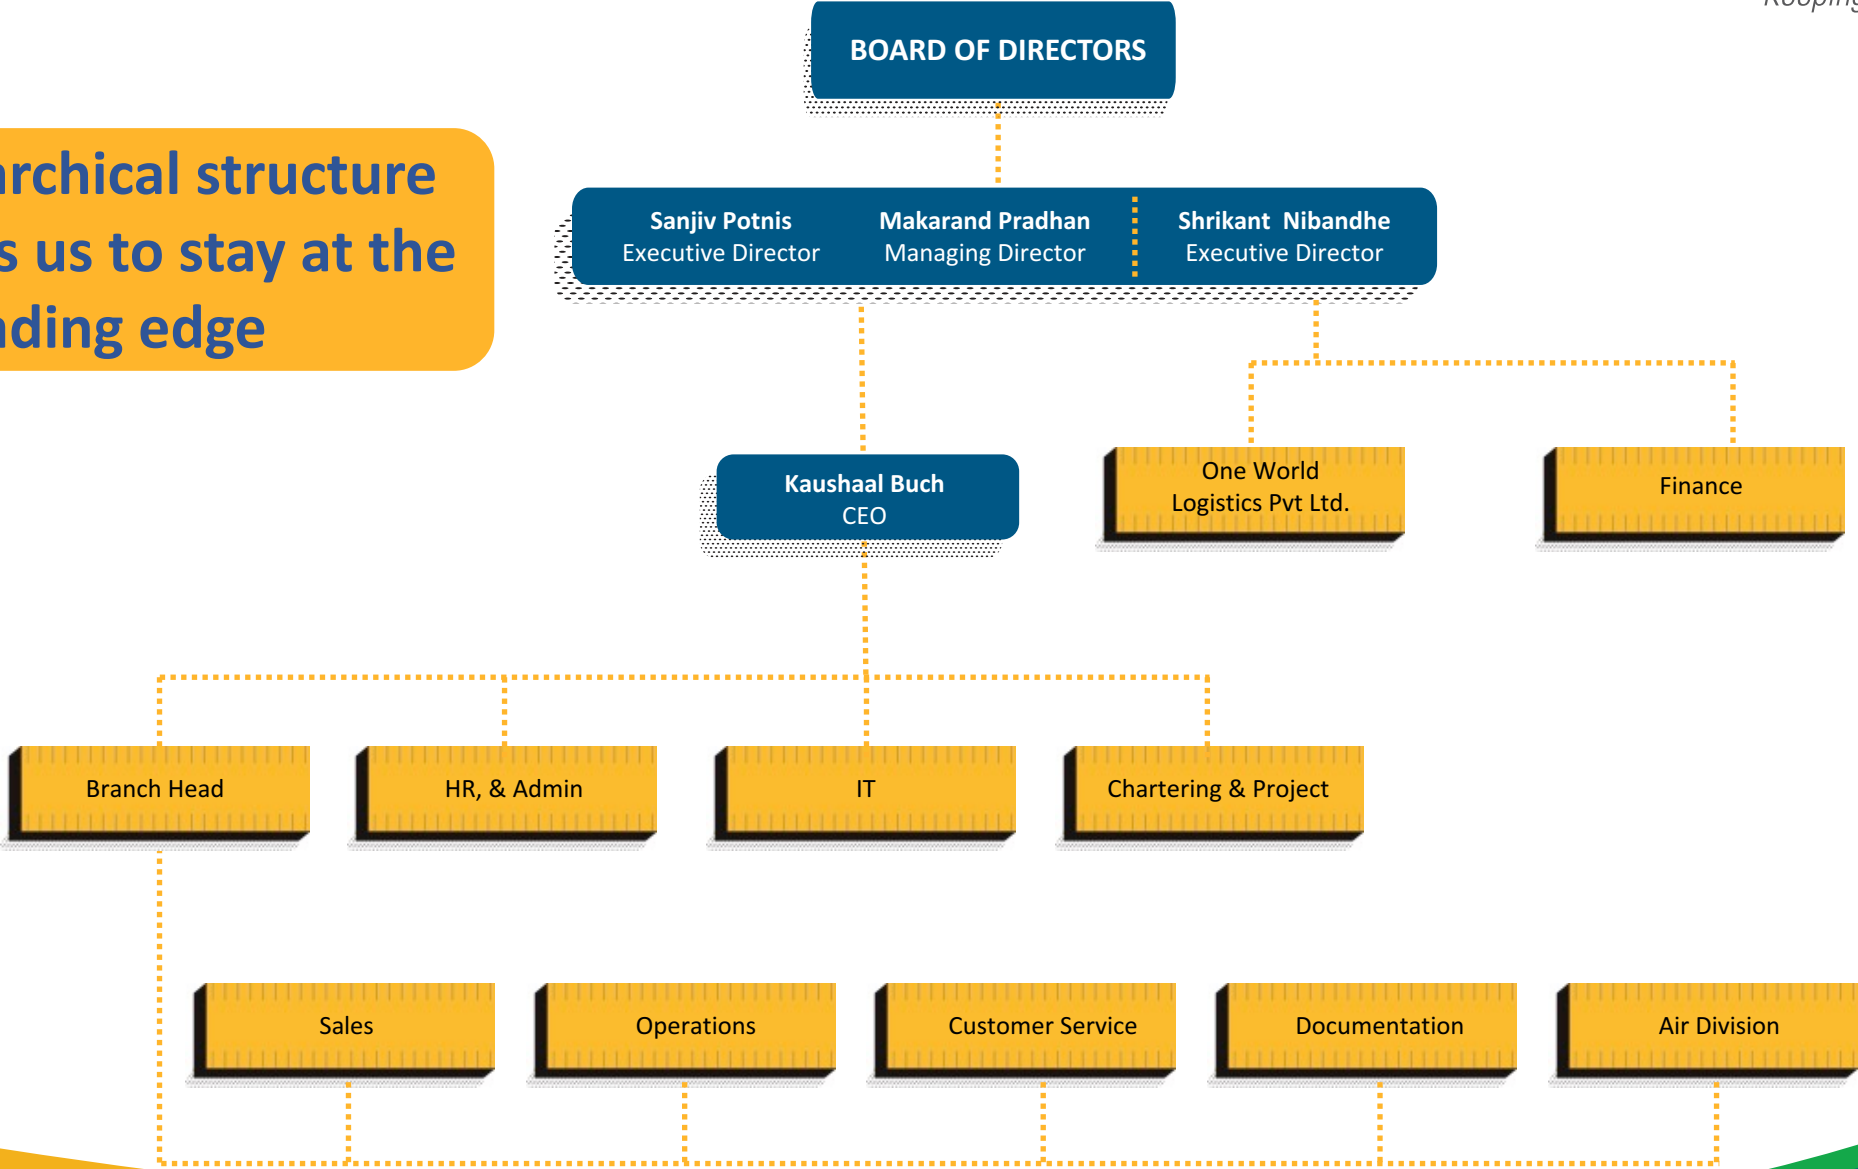 BOARD OF DIRECTORS
archical structure
s us to stay at the
ading edge
Sanjiv Potnis
Executive Director
Makarand Pradhan
Managing Director
Shrikant Nibandhe
Executive Director
Kaushaal Buch
CEO
One World
Logistics Pvt Ltd.
Finance
Branch Head
HR, & Admin
IT
Chartering & Project
Sales
Operations
Customer Service
Documentation
Air Division